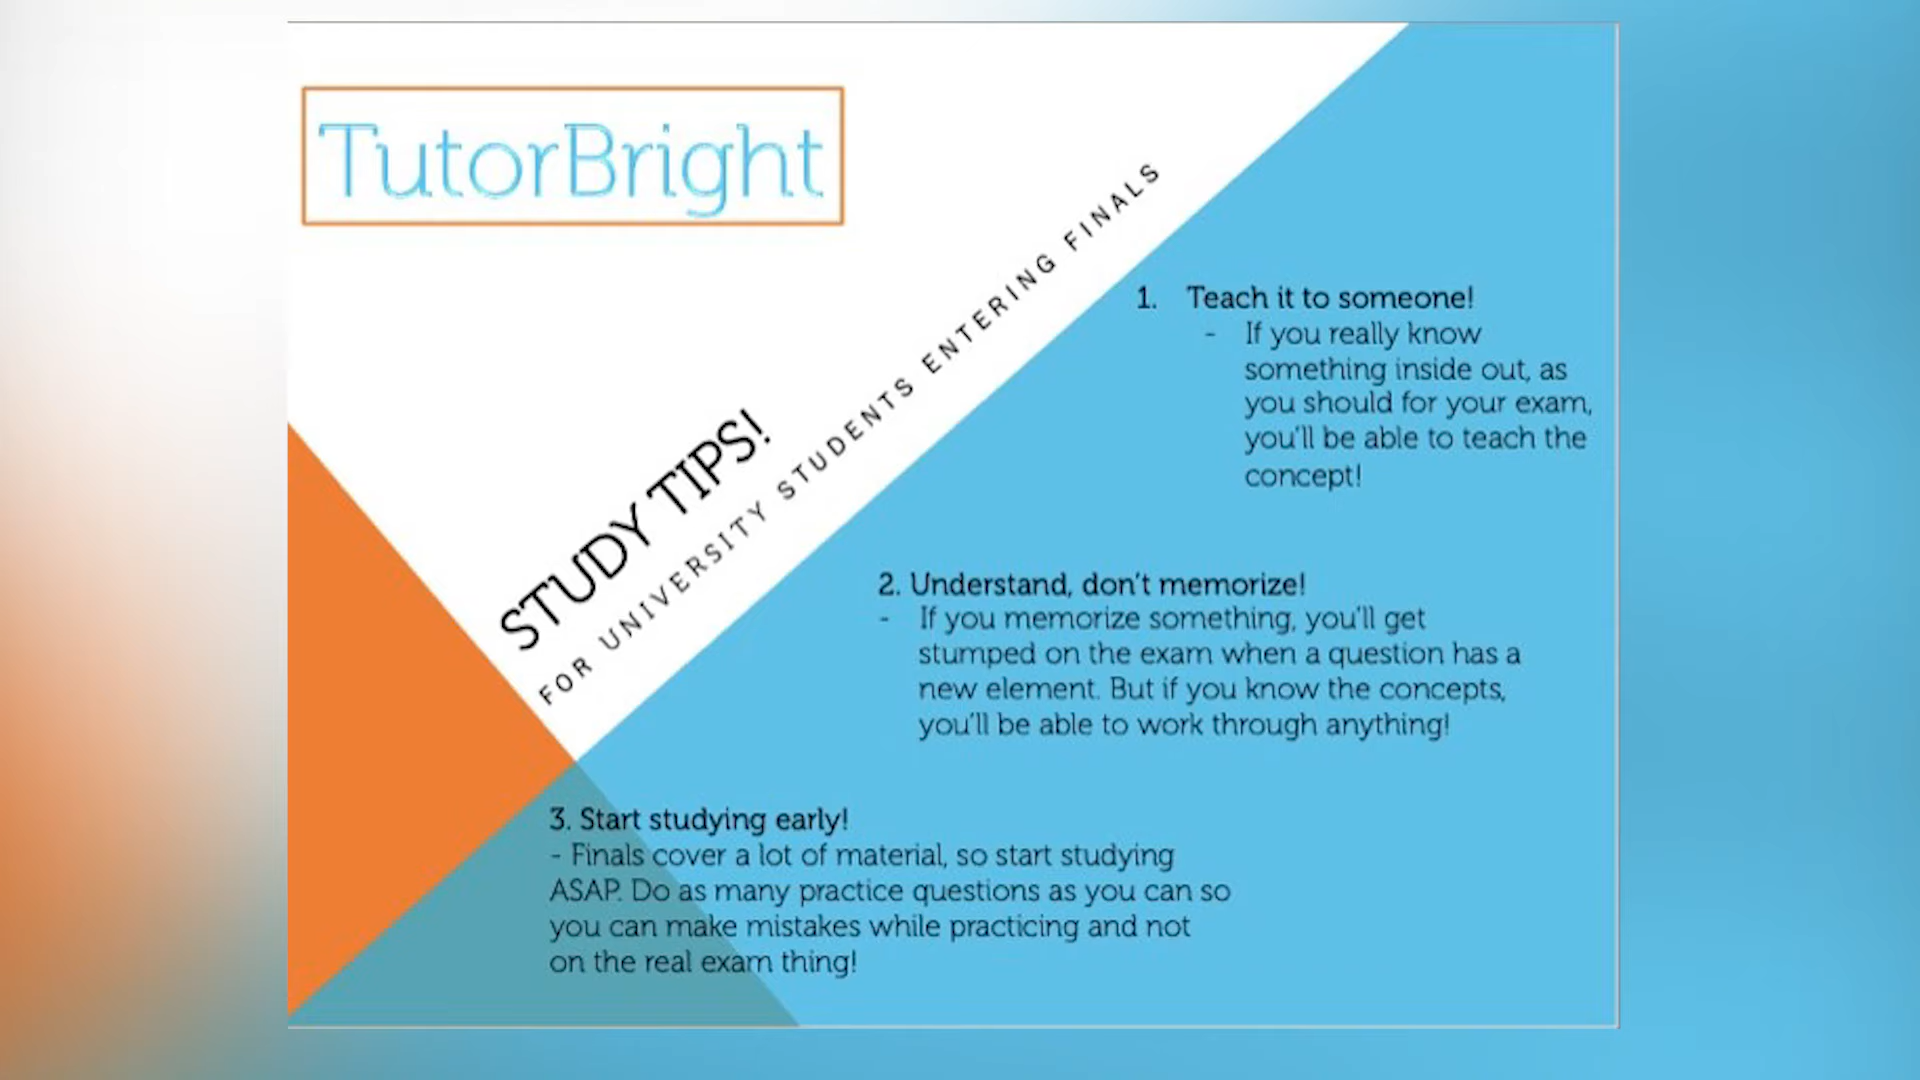 TutorBright
STUDY TIPS!
FOR UNIVERSITY STUDENTS ENTERING FINALS
1. Teach it to someone!
- If you really know
something inside out, as
you should for your exam,
you'll be able to teach the
concept!
2. Understand, don't memorize!
- If you memorize something, you'll get
stumped on the exam when a question has a
new element. But if you know the concepts,
you'll be able to work through anything!
3. Start studying early!
- Finals cover a lot of material, so start studying
ASAP. Do as many practice questions as you can so
you can make mistakes while practicing and not
on the real exam thing!